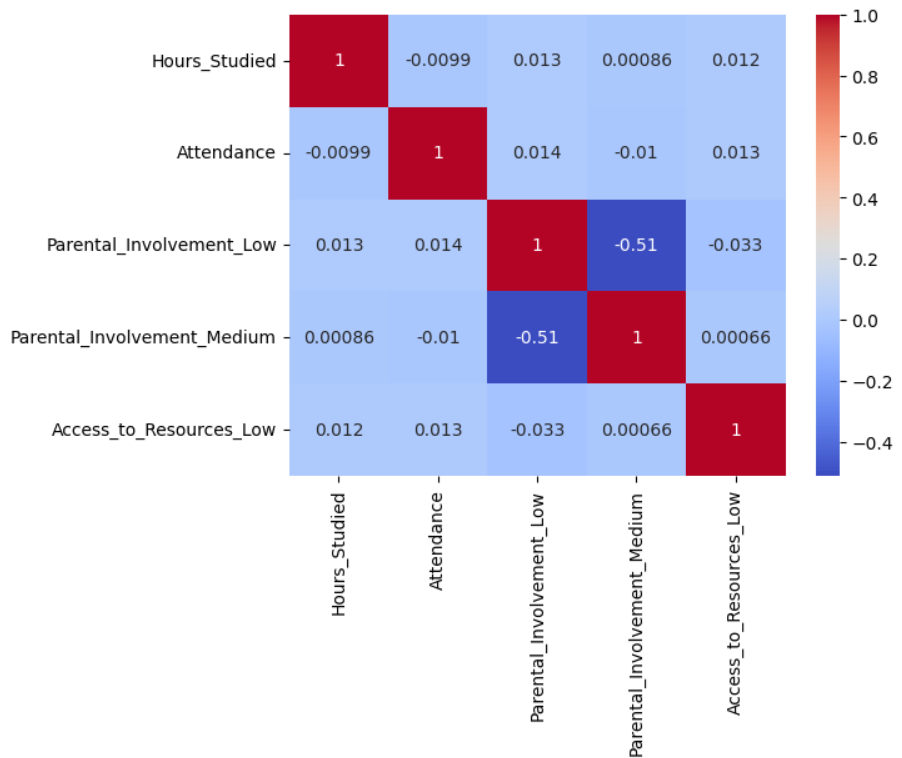 Hours_Studied 1 -0.0099 0.013 0.00086 0.012
Attendance -0.0099 1 0.014 -0.01 0.013
Parental_Involvement_Low 0.013 0.014 1 -0.51 -0.033
Parental_Involvement_Medium 0.00086 -0.01 -0.51 1 0.00066
Access_to_Resources_Low 0.012 0.013 -0.033 0.00066 1
Hours_Studied
Attendance
Parental_Involvement_Low
Parental_Involvement_Medium
Access_to_Resources_Low
1.0
0.8
0.6
0.4
0.2
0.0
−0.2
−0.4